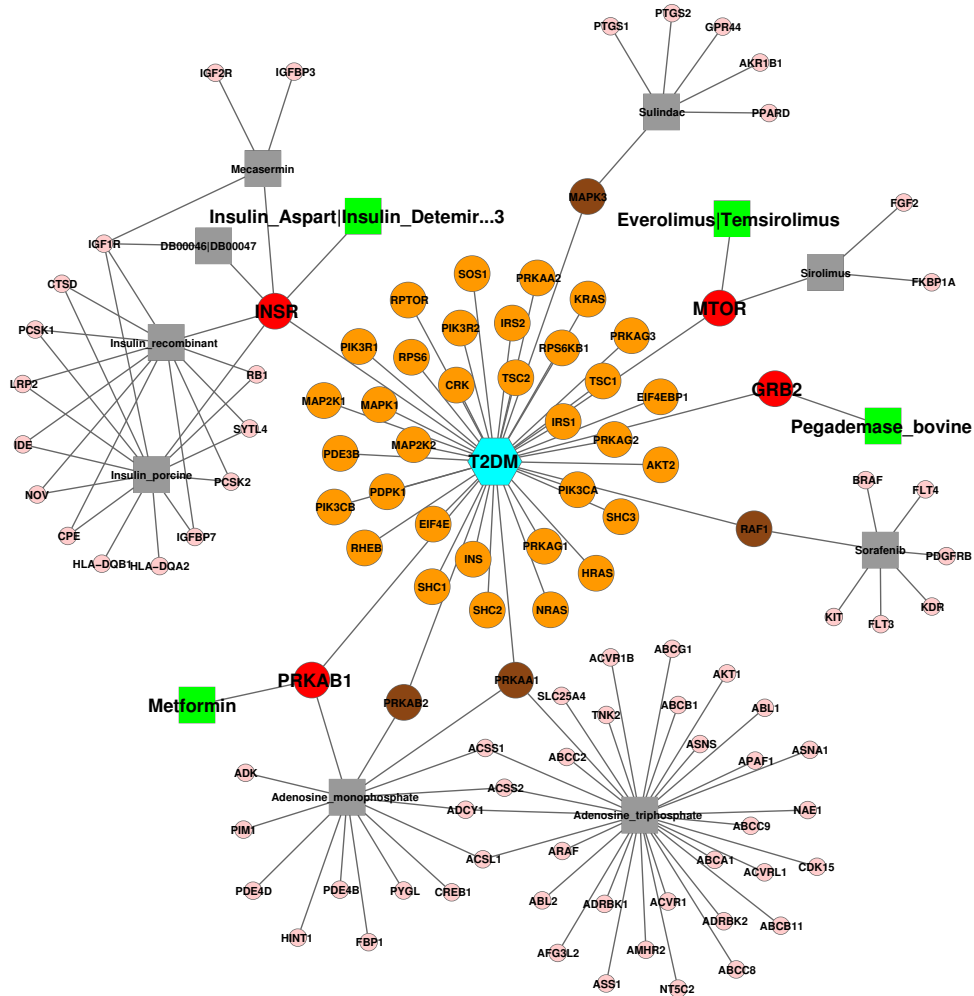 PTGS1
PTGS2
GPR44
AKR1B1
PPARD
Sulindac
IGF2R
IGFBP3
Mecasermin
MAPK3
Insulin_Aspart|Insulin_Detemir...3
Everolimus|Temsirolimus
FGF2
IGF1R
DB00046|DB00047
Sirolimus
FKBP1A
CTSD
SOS1
PRKAA2
INSR
RPTOR
KRAS
MTOR
PCSK1
PIK3R2
IRS2
PRKAG3
Insulin_recombinant
PIK3R1
RPS6
RPS6KB1
LRP2
RB1
CRK
TSC2
TSC1
GRB2
MAP2K1
MAPK1
EIF4EBP1
IDE
SYTL4
IRS1
Pegademase_bovine
MAP2K2
PRKAG2
PDE3B
T2DM
AKT2
Insulin_porcine
PCSK2
NOV
PIK3CB
PDPK1
PIK3CA
BRAF
FLT4
SHC3
CPE
IGFBP7
EIF4E
RAF1
HLA-DQB1
HLA-DQA2
RHEB
INS
PRKAG1
Sorafenib
PDGFRB
SHC1
HRAS
SHC2
NRAS
KIT
FLT3
KDR
ACVR1B
ABCG1
PRKAB1
PRKAA1
AKT1
Metformin
PRKAB2
SLC25A4
TNK2
ABCB1
ABL1
ACSS1
ABCC2
ASNS
APAF1
ASNA1
ADK
ACSS2
Adenosine_monophosphate
ADCY1
Adenosine_triphosphate
NAE1
PIM1
ABCC9
ACSL1
ARAF
ABCA1
ACVRL1
CDK15
PDE4D
PDE4B
PYGL
CREB1
ABL2
ADRBK1
ACVR1
ADRBK2
ABCB11
HINT1
FBP1
AFG3L2
AMHR2
ABCC8
ASS1
NT5C2